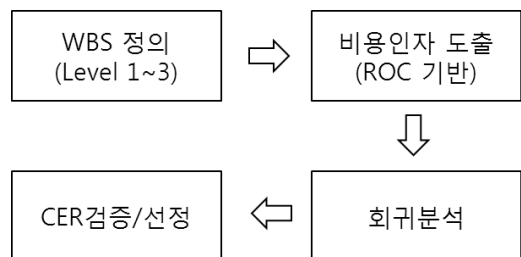 WBS 정의
(Level 1~3)
비용인자 도출
(ROC 기반)
회귀분석
CER검증/선정